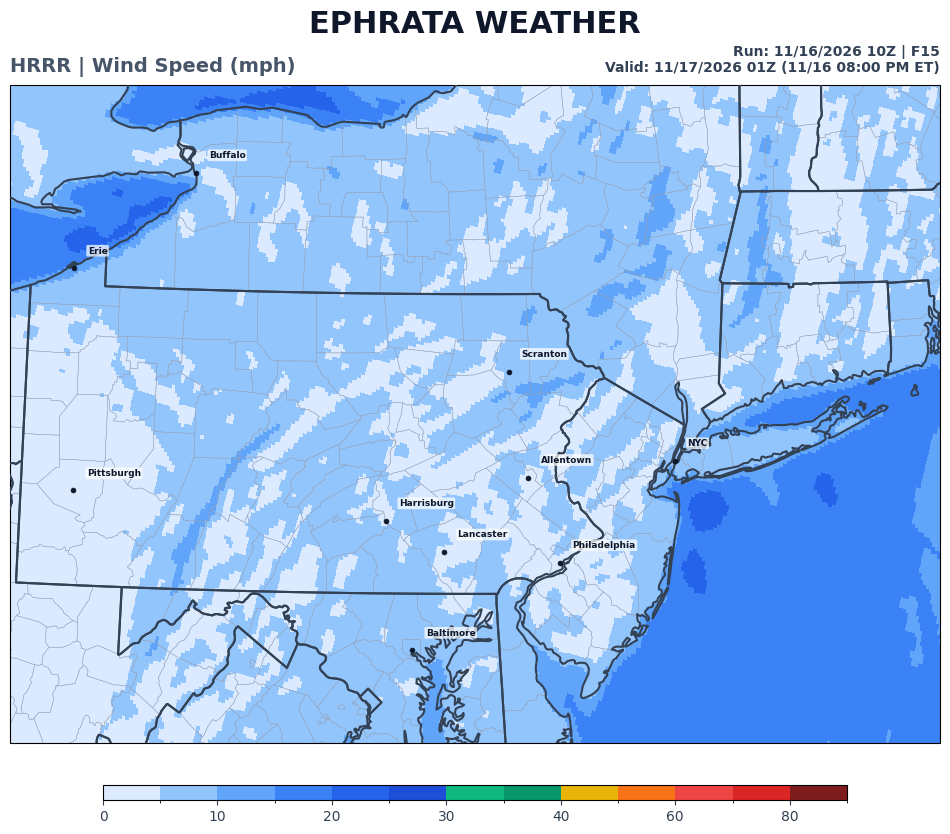 EPHRATA WEATHER
HRRR | Wind Speed (mph)
Run: 11/16/2026 10Z | F15
Valid: 11/17/2026 01Z (11/16 08:00 PM ET)
Buffalo
Erie
Scranton
NYC
Allentown
Pittsburgh
Harrisburg
Lancaster
Philadelphia
Baltimore
0 10 20 30 40 50 60 70 80